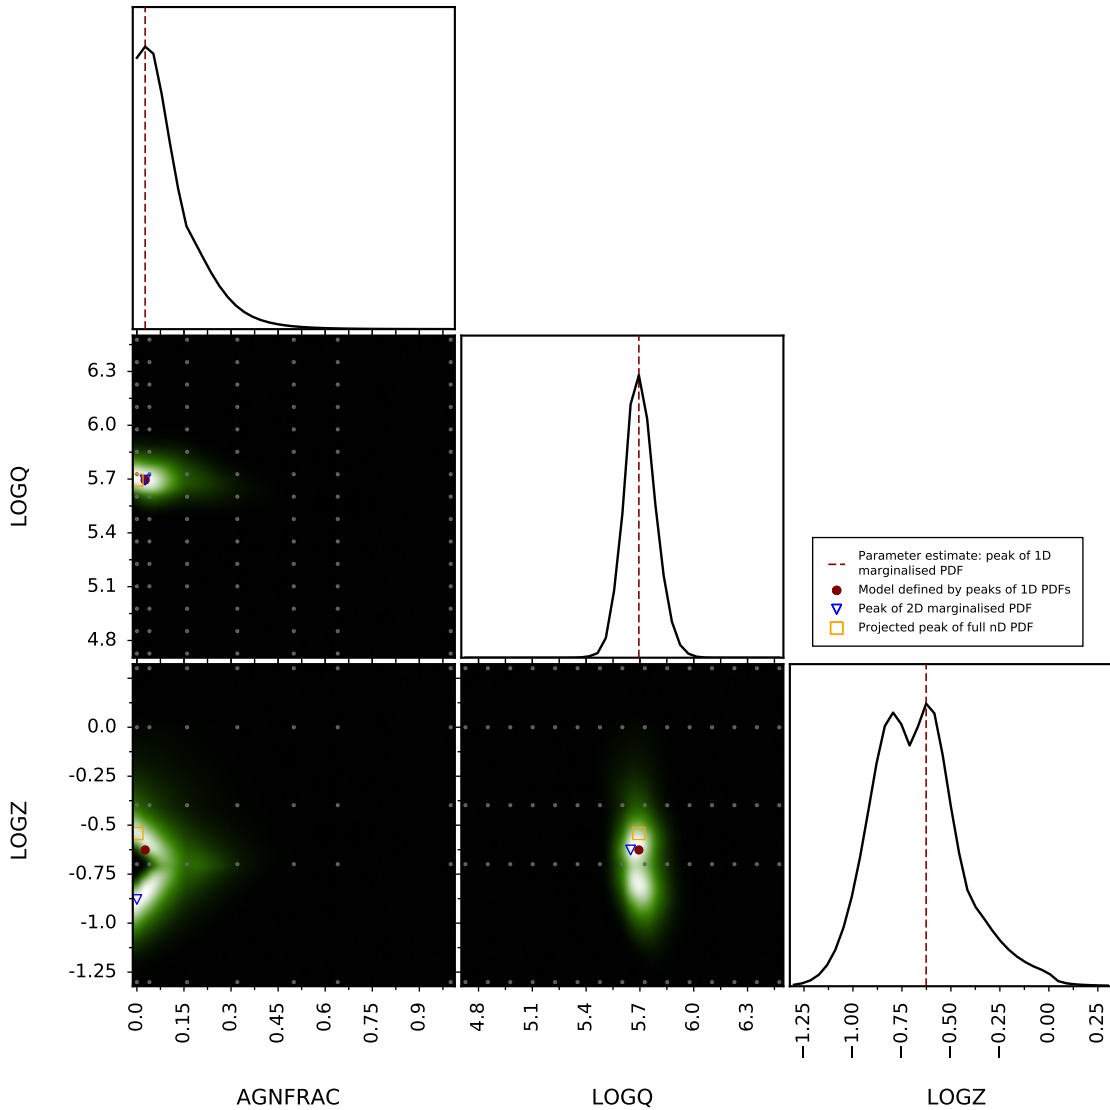 6.3
6.0
5.7
5.4
5.1
4.8
LOGQ
Parameter estimate: peak of 1D
marginalised PDF
Model defined by peaks of 1D PDFs
Peak of 2D marginalised PDF
Projected peak of full nD PDF
0.0
-0.25
-0.5
-0.75
-1.0
-1.25
LOGZ
0.0 0.15 0.3 0.45 0.6 0.75 0.9
4.8 5.1 5.4 5.7 6.0 6.3
−1.25 −1.00 −0.75 −0.50 −0.25 0.00 0.25
AGNFRAC LOGQ LOGZ